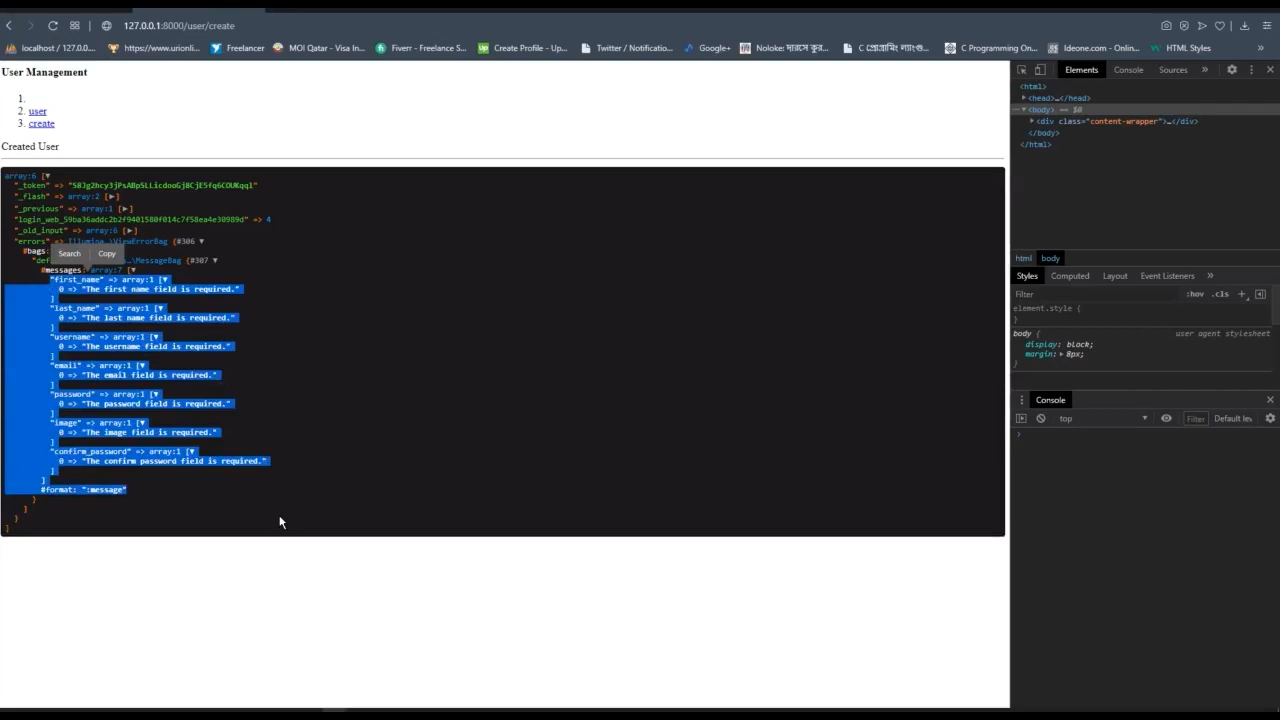 127.0.0.1:8000/user/create
localhost / 127.0.0....
https://www.urionli...
Freelancer
MOI Qatar - Visa In...
Fiverr - Freelance S...
Create Profile - Up...
Twitter / Notificatio...
Google+
Noloke: দারসে কুর...
C প্রোগ্রামিং ল্যাংগু...
C Programming On...
Ideone.com - Onlin...
HTML Styles
»
User Management
1.
2. user
3. create
Created User
array:6 [▼
"_flash" => array:2 [▶]
"_previous" => array:1 [▶]
"login_web_59ba36addc2b2f9401580f014c7f58ea4e30989d" => 4
"_old_input" => array:6 [▶]
"errors" => Illumina…\ViewErrorBag {#306 ▼
#bags:
Search Copy
…\MessageBag {#307 ▼
#messages: array:7 [▼
"first_name" => array:1 [▼
0 => "The first name field is required."
]
"last_name" => array:1 [▼
0 => "The last name field is required."
]
"username" => array:1 [▼
0 => "The username field is required."
]
"email" => array:1 [▼
0 => "The email field is required."
]
"password" => array:1 [▼
0 => "The password field is required."
]
"image" => array:1 [▼
0 => "The image field is required."
]
"confirm_password" => array:1 [▼
0 => "The confirm password field is required."
]
]
#format: ":message"
}
]
}
]
Elements Console Sources »
<html>
▶<head>…</head>
…▼<body> == $0
▶<div class="content-wrapper">…</div>
</body>
</html>
html body
Styles Computed Layout Event Listeners »
Filter :hov .cls +
element.style {
}
body { user agent stylesheet
display: block;
margin: ▶ 8px;
}
Console
top ▼ Filter Default lev